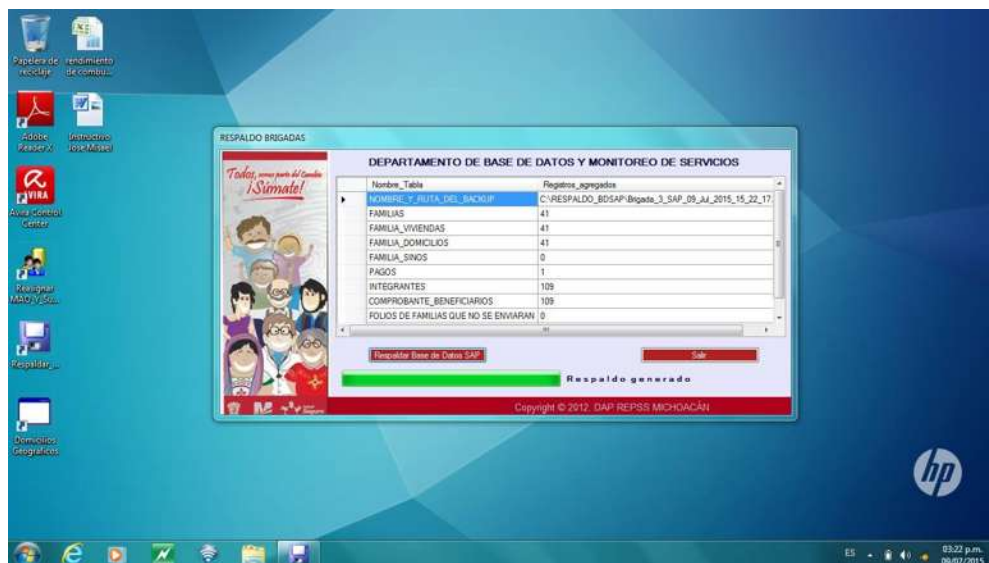 Papelera de reciclaje
rendimiento de combu...
Adobe Reader X
Instructivo Jose Misael
AVIRA
Avira Control Center
Reasignar MAO_Y_Su...
Respaldar_...
Domicilios Geograficos
RESPALDO BRIGADAS
Todos, somos parte del Cambio
¡Súmate!
DEPARTAMENTO DE BASE DE DATOS Y MONITOREO DE SERVICIOS
Nombre_Tabla Registros_agregados
NOMBRE_Y_RUTA_DEL_BACKUP C:\RESPALDO_BDSAP\Brigada_3_SAP_09_Jul_2015_15_22_17.
FAMILIAS 41
FAMILIA_VIVIENDAS 41
FAMILIA_DOMICILIOS 41
FAMILIA_SINOS 0
PAGOS 1
INTEGRANTES 109
COMPROBANTE_BENEFICIARIOS 109
FOLIOS DE FAMILIAS QUE NO SE ENVIARAN 0
Respaldar Base de Datos SAP Salir
Respaldo generado
Copyright © 2012. DAP REPSS MICHOACÁN
hp
ES 03:22 p.m.
09/07/2015